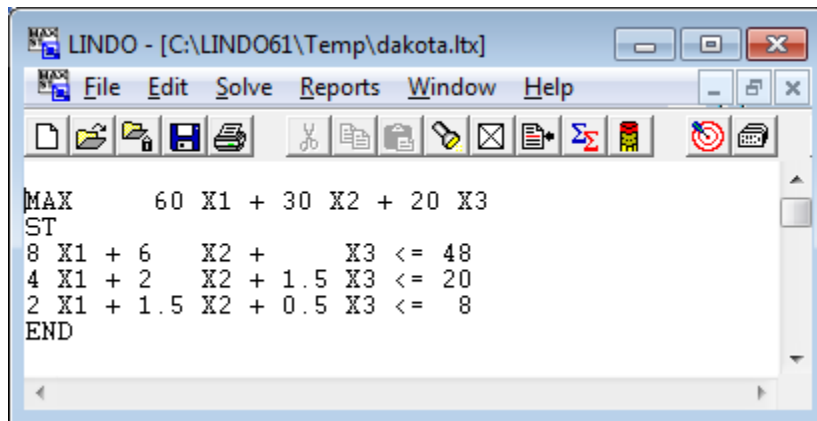 LINDO - [C:\LINDO61\Temp\dakota.ltx]
File Edit Solve Reports Window Help
MAX 60 X1 + 30 X2 + 20 X3
ST
8 X1 + 6 X2 + X3 <= 48
4 X1 + 2 X2 + 1.5 X3 <= 20
2 X1 + 1.5 X2 + 0.5 X3 <= 8
END